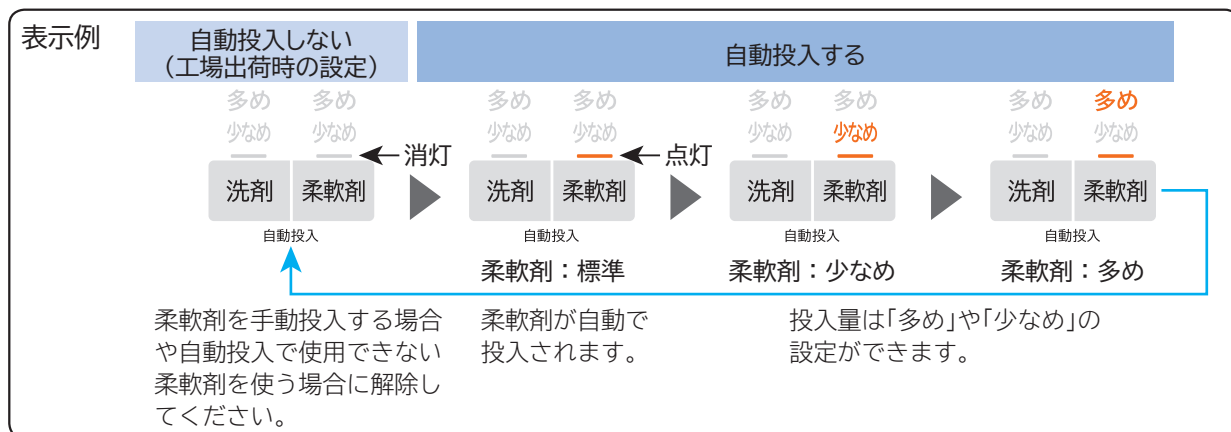 表示例
自動投入しない
（工場出荷時の設定）
自動投入する
多め 多め
少なめ 少なめ
消灯
洗剤 柔軟剤
自動投入
多め 多め
少なめ 少なめ
点灯
洗剤 柔軟剤
自動投入
柔軟剤：標準
多め 多め
少なめ 少なめ
洗剤 柔軟剤
自動投入
柔軟剤：少なめ
多め 多め
少なめ 少なめ
洗剤 柔軟剤
自動投入
柔軟剤：多め
柔軟剤を手動投入する場合
や自動投入で使用できない
柔軟剤を使う場合に解除し
てください。
柔軟剤が自動で
投入されます。
投入量は「多め」や「少なめ」の
設定ができます。